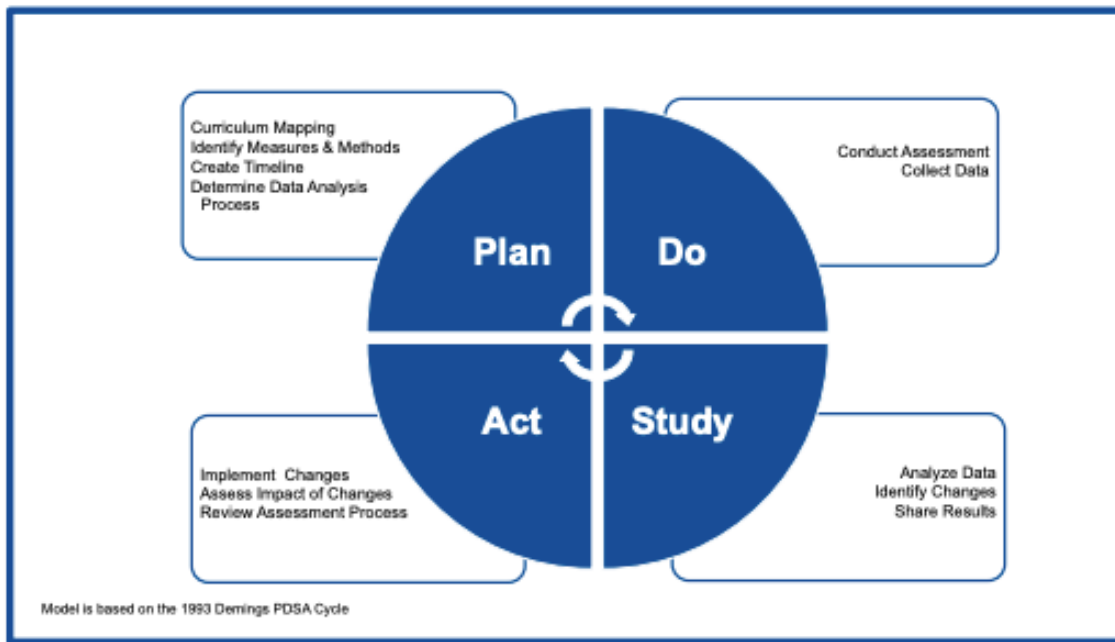 Curriculum Mapping
Identify Measures & Methods
Create Timeline
Determine Data Analysis
Process
Conduct Assessment
Collect Data
Plan
Do
Act
Study
Implement Changes
Assess Impact of Changes
Review Assessment Process
Analyze Data
Identify Changes
Share Results
Model is based on the 1993 Demings PDSA Cycle